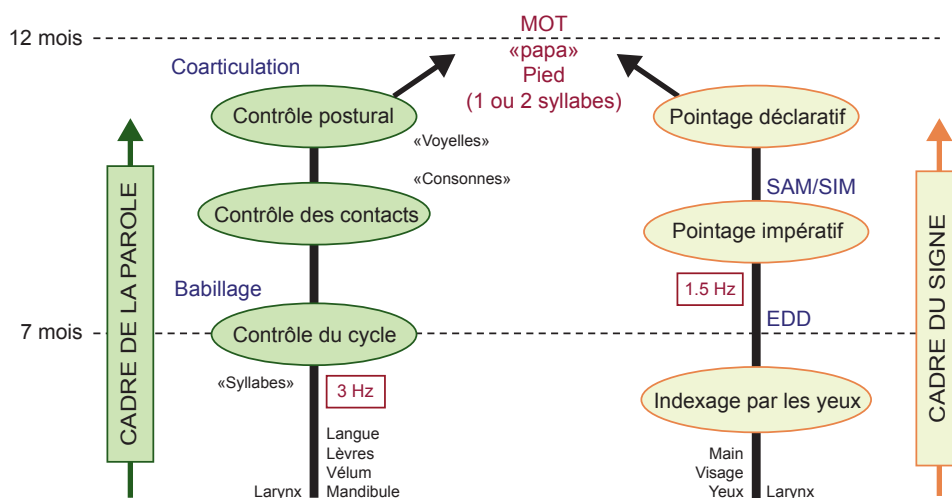 12 mois
MOT
«papa»
Pied
(1 ou 2 syllabes)
Coarticulation
Contrôle postural
Pointage déclaratif
«Voyelles»
«Consonnes»
SAM/SIM
Contrôle des contacts
Pointage impératif
Babillage
1.5 Hz
7 mois
Contrôle du cycle
EDD
«Syllabes»
3 Hz
Indexage par les yeux
Langue
Lèvres
Vélum
Larynx Mandibule
Main
Visage
Yeux Larynx
CADRE DE LA PAROLE
CADRE DU SIGNE